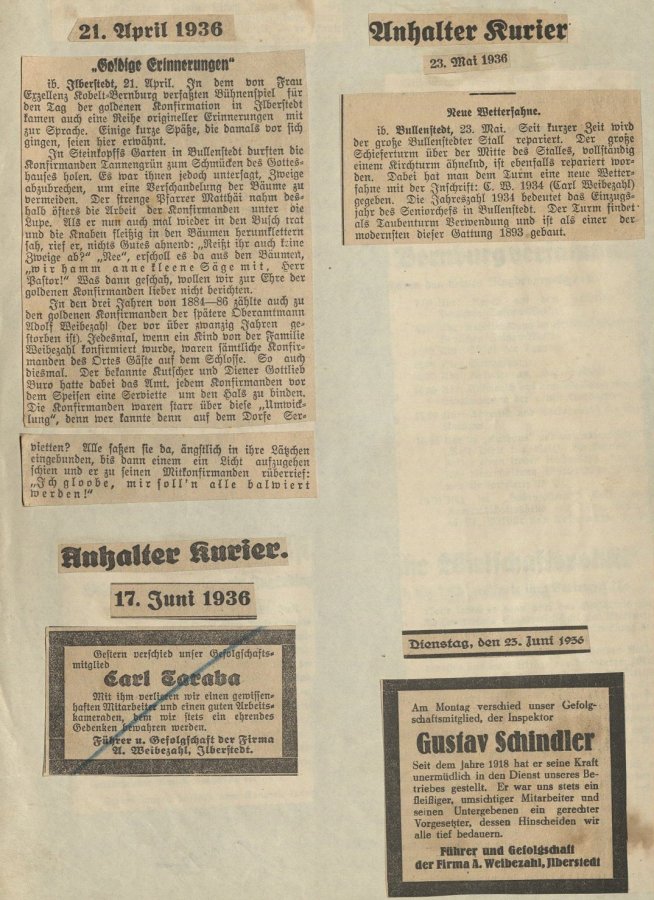 21. April 1936
„Goldige Erinnerungen"
ib. Ilberstedt, 21. April. In dem von Frau
Exzellenz Kobelt-Bernburg verfaßten Bühnenspiel für
den Tag der goldenen Konfirmation in Ilberstedt
kamen auch eine Reihe origineller Erinnerungen mit
zur Sprache. Einige kurze Späße, die damals vor sich
gingen, seien hier erwähnt.
In Steinkopffs Garten in Bullenstedt durften die
Konfirmanden Tannengrün zum Schmücken des Gottes-
hauses holen. Es war ihnen jedoch untersagt, Zweige
abzubrechen, um eine Verschandelung der Bäume zu
vermeiden. Der strenge Pfarrer Matthäi nahm des-
halb öfters die Arbeit der Konfirmanden unter die
Lupe. Als er nun auch mal wieder in den Busch trat
und die Knaben fleißig in den Bäumen herumklettern
sah, rief er, nichts Gutes ahnend: „Reißt ihr auch keine
Zweige ab?" „Nee", erscholl es da aus den Bäumen,
„wir hamm anne kleene Säge mit, Herr
Pastor!" Was dann geschah, wollen wir zur Ehre der
goldenen Konfirmanden lieber nicht berichten.
In den drei Jahren von 1884—86 zählte auch zu
den goldenen Konfirmanden der spätere Oberamtmann
Adolf Weibezahl (der vor über zwanzig Jahren ge-
storben ist). Jedesmal, wenn ein Kind von der Familie
Weibezahl konfirmiert wurde, waren sämtliche Konfir-
manden des Ortes Gäste auf dem Schlosse. So auch
diesmal. Der bekannte Kutscher und Diener Gottlieb
Buro hatte dabei das Amt, jedem Konfirmanden vor
dem Speisen eine Serviette um den Hals zu binden.
Die Konfirmanden waren starr über diese „Umwick-
lung", denn wer kannte denn auf dem Dorfe Ser-
vietten? Alle saßen sie da, ängstlich in ihre Lätzchen
eingebunden, bis dann einem ein Licht aufzugehen
schien und er zu seinen Mitkonfirmanden rüberrief:
„Ich gloobe, mir soll'n alle balwiert
werden!"
Anhalter Kurier.
17. Juni 1936
Gestern verschied unser Gefolgschafts-
mitglied
Carl Taraba
Mit ihm verlieren wir einen gewissen-
haften Mitarbeiter und einen guten Arbeits-
kameraden, dem wir stets ein ehrendes
Gedenken bewahren werden.
Führer u. Gefolgschaft der Firma
A. Weibezahl, Ilberstedt.
Anhalter Kurier
23. Mai 1936
Neue Wetterfahne.
ib. Bullenstedt, 23. Mai. Seit kurzer Zeit wird
der große Bullenstedter Stall repariert. Der große
Schieferturm über der Mitte des Stalles, vollständig
einem Kirchturm ähnelnd, ist ebenfalls repariert wor-
den. Dabei hat man dem Turm eine neue Wetter-
fahne mit der Inschrift: C. W. 1934 (Carl Weibezahl)
gegeben. Die Jahreszahl 1934 bedeutet das Einzugs-
jahr des Seniorchefs in Bullenstedt. Der Turm findet
als Taubenturm Verwendung und ist als einer der
modernsten dieser Gattung 1893 gebaut.
Dienstag, den 23. Juni 1936
Am Montag verschied unser Gefolg-
schaftsmitglied, der Inspektor
Gustav Schindler
Seit dem Jahre 1918 hat er seine Kraft
unermüdlich in den Dienst unseres Be-
triebes gestellt. Er war uns stets ein
fleißiger, umsichtiger Mitarbeiter und
seinen Untergebenen ein gerechter
Vorgesetzter, dessen Hinscheiden wir
alle tief bedauern.
Führer und Gefolgschaft
der Firma A. Weibezahl, Ilberstedt